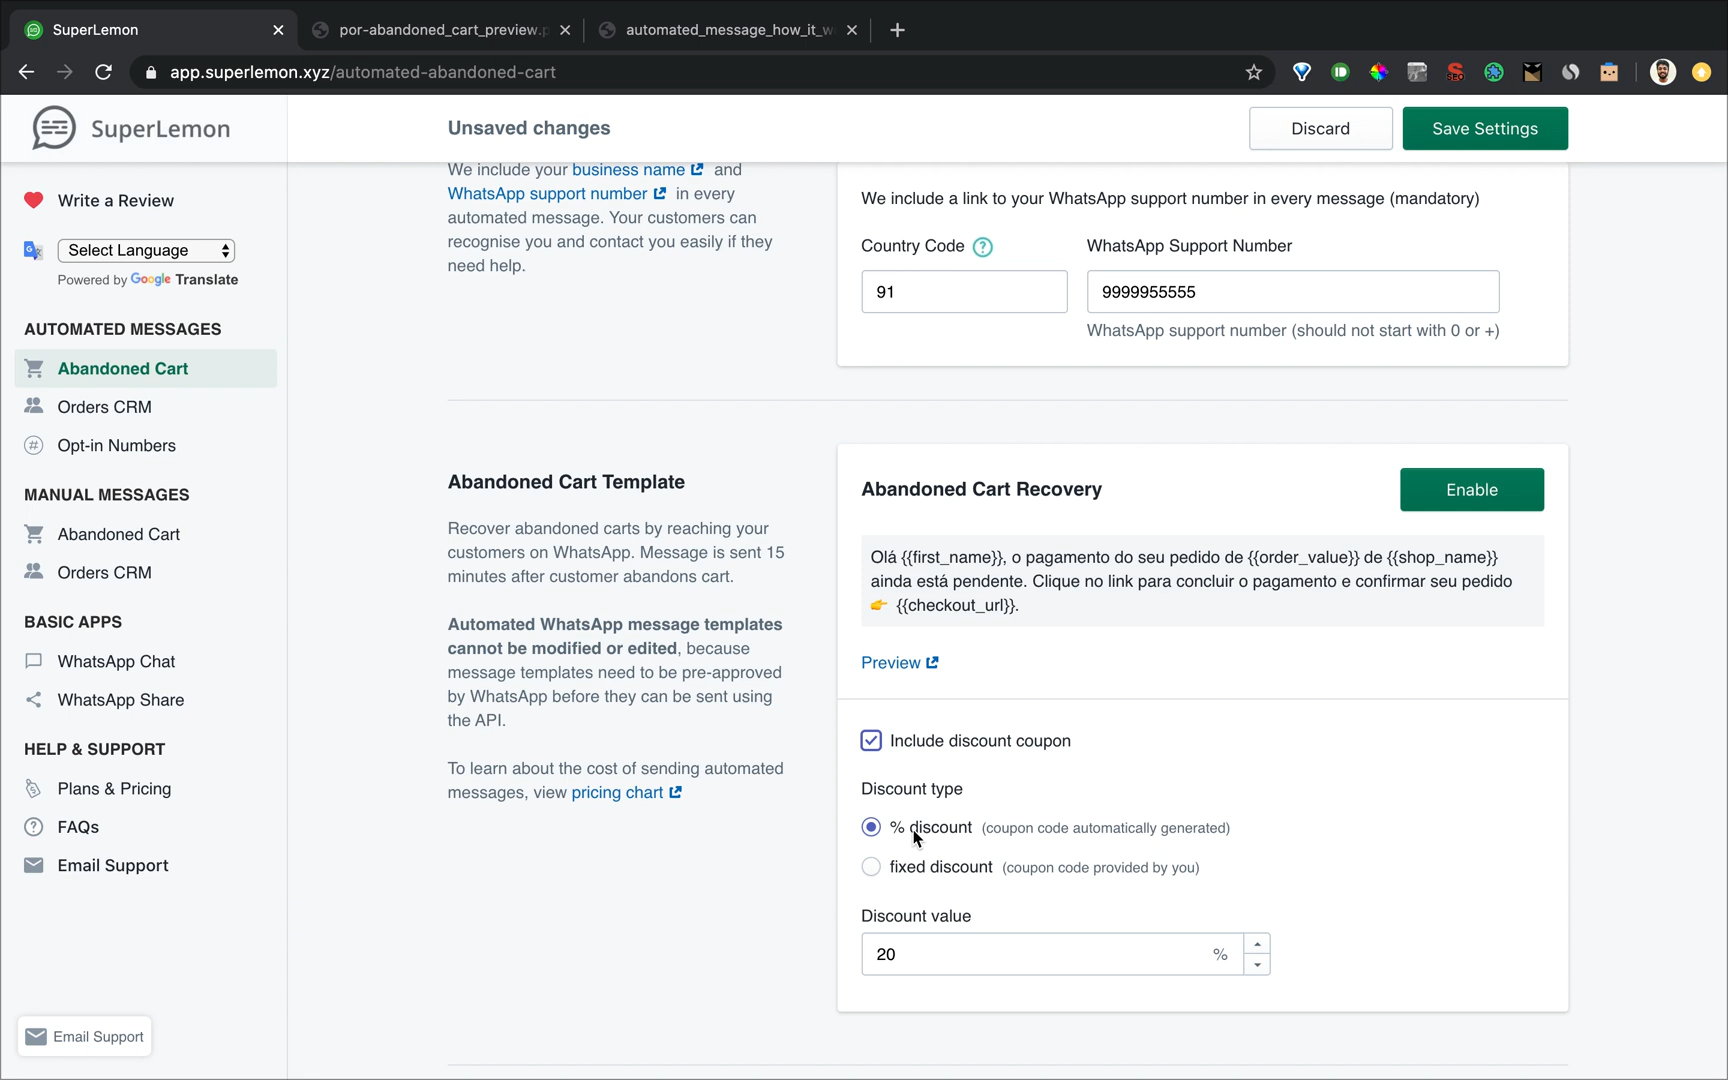 SuperLemon
por-abandoned_cart_preview.p
automated_message_how_it_w
app.superlemon.xyz/automated-abandoned-cart
SEO
SuperLemon
Unsaved changes
Discard
Save Settings
Write a Review
Select Language
Powered by Google Translate
AUTOMATED MESSAGES
Abandoned Cart
Orders CRM
Opt-in Numbers
MANUAL MESSAGES
Abandoned Cart
Orders CRM
BASIC APPS
WhatsApp Chat
WhatsApp Share
HELP & SUPPORT
Plans & Pricing
FAQs
Email Support
Email Support
We include your business name and
WhatsApp support number in every
automated message. Your customers can
recognise you and contact you easily if they
need help.
We include a link to your WhatsApp support number in every message (mandatory)
Country Code
WhatsApp Support Number
91
9999955555
WhatsApp support number (should not start with 0 or +)
Abandoned Cart Template
Recover abandoned carts by reaching your
customers on WhatsApp. Message is sent 15
minutes after customer abandons cart.
Automated WhatsApp message templates
cannot be modified or edited, because
message templates need to be pre-approved
by WhatsApp before they can be sent using
the API.
To learn about the cost of sending automated
messages, view pricing chart
Abandoned Cart Recovery
Enable
Olá {{first_name}}, o pagamento do seu pedido de {{order_value}} de {{shop_name}}
ainda está pendente. Clique no link para concluir o pagamento e confirmar seu pedido
👉 {{checkout_url}}.
Preview
Include discount coupon
Discount type
% discount (coupon code automatically generated)
fixed discount (coupon code provided by you)
Discount value
20 %